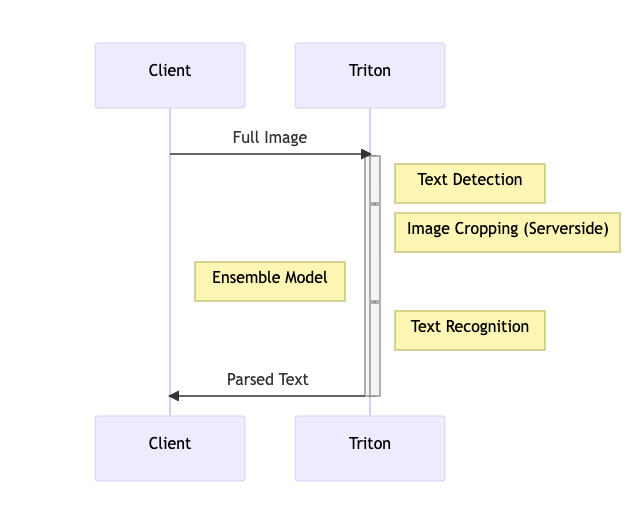 Client
Triton
Full Image
Text Detection
Image Cropping (Serverside)
Ensemble Model
Text Recognition
Parsed Text
Client
Triton